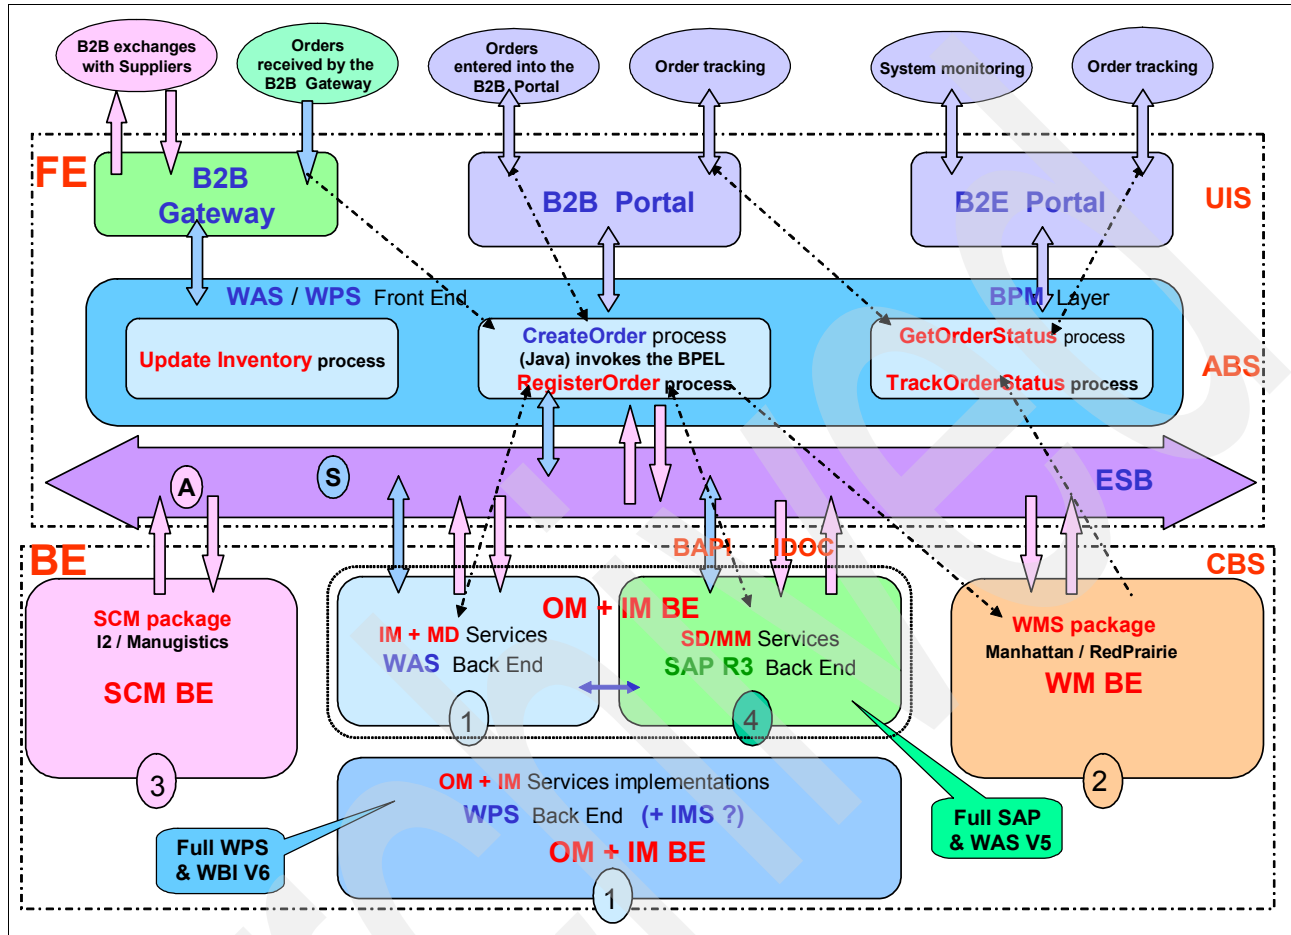 B2B exchanges
with Suppliers
Orders
received by the
B2B Gateway
Orders
entered into the
B2B Portal
Order tracking
System monitoring
Order tracking
FE
B2B
Gateway
B2B Portal
B2E Portal
UIS
WAS / WPS Front End
BPM Layer
Update Inventory process
CreateOrder process
(Java) invokes the BPEL
RegisterOrder process
GetOrderStatus process
TrackOrderStatus process
ABS
A
S
ESB
BAPI
IDOC
BE
CBS
SCM package
I2 / Manugistics
SCM BE
3
OM + IM BE
IM + MD Services
WAS Back End
1
SD/MM Services
SAP R3 Back End
4
WMS package
Manhattan / RedPrairie
WM BE
2
OM + IM Services implementations
WPS Back End (+ IMS ?)
OM + IM BE
1
Full WPS
& WBI V6
Full SAP
& WAS V5